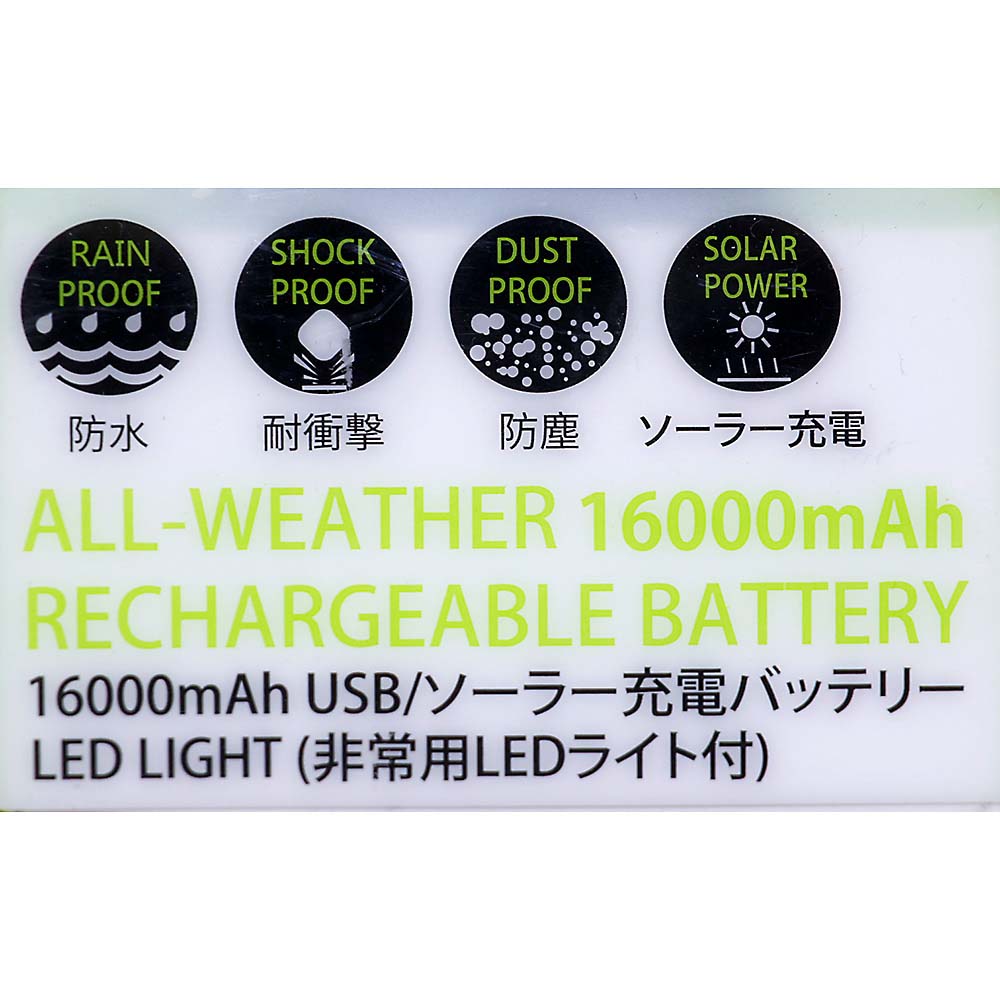 RAIN
PROOF
SHOCK
PROOF
DUST
PROOF
SOLAR
POWER
防水
耐衝撃
防塵
ソーラー充電
ALL-WEATHER 16000mAh
RECHARGEABLE BATTERY
16000mAh USB/ソーラー充電バッテリー
LED LIGHT (非常用LEDライト付)